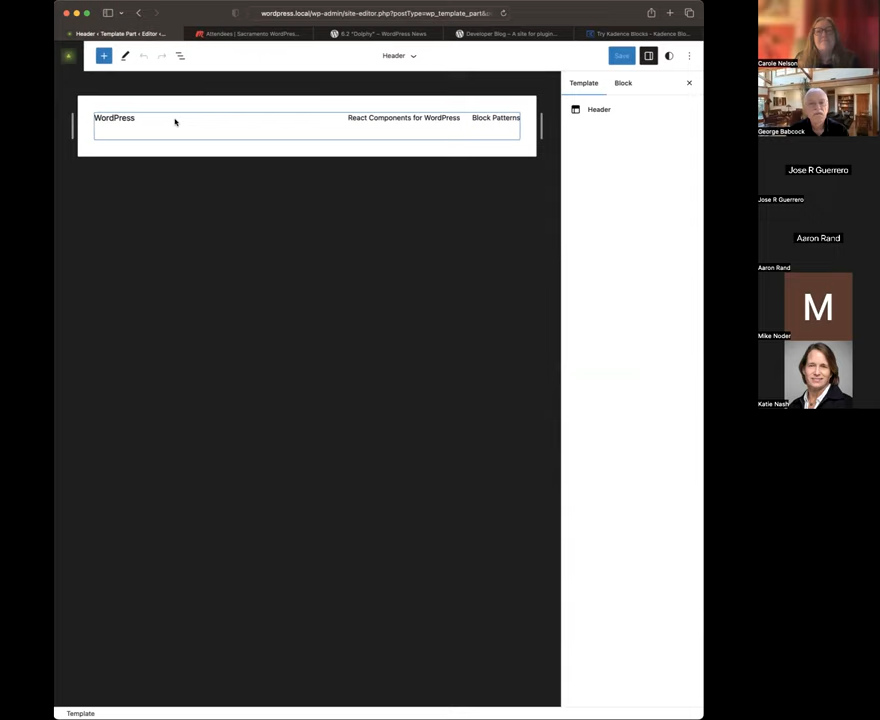 wordpress.local/wp-admin/site-editor.php?postType=wp_template_part&
Header ‹ Template Part ‹ Editor ‹
Attendees | Sacramento WordPress...
6.2 "Dolphy" – WordPress News
Developer Blog – A site for plugin...
Try Kadence Blocks - Kadence Blo...
Header
Save
Template
Block
Header
WordPress
React Components for WordPress
Block Patterns
Template
Carole Nelson
George Babcock
Jose R Guerrero
Jose R Guerrero
Aaron Rand
Aaron Rand
M
Mike Noder
Katie Nash